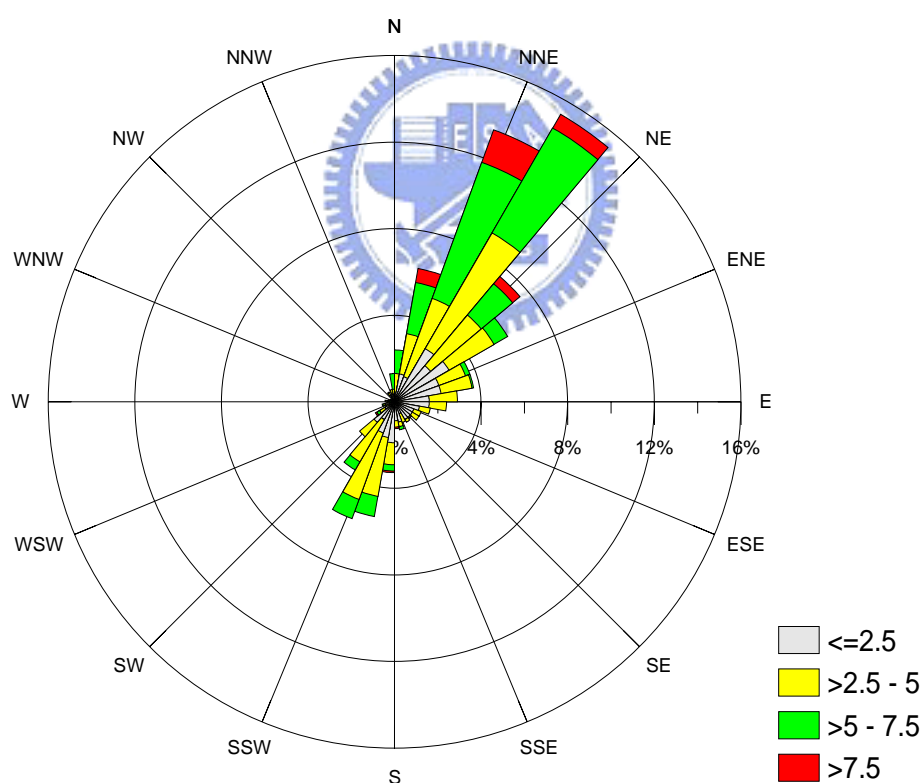 N
NNW
NNE
NW
NE
WNW
ENE
W
E
% 4% 8% 12% 16%
WSW
ESE
SW
SE
SSW
SSE
S
<=2.5
>2.5 - 5
>5 - 7.5
>7.5